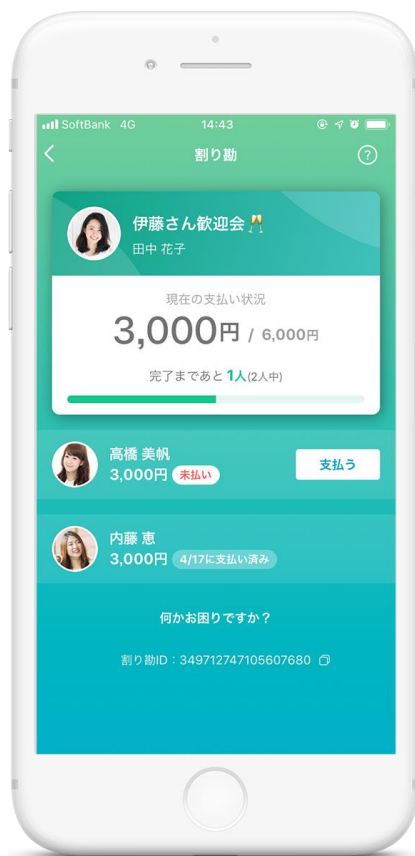 SoftBank 4G 14:43
割り勘 ?
伊藤さん歓迎会🥂
田中 花子
現在の支払い状況
3,000円 / 6,000円
完了まであと 1人(2人中)
高橋 美帆
3,000円 未払い
支払う
内藤 恵
3,000円 4/17に支払い済み
何かお困りですか？
割り勘ID：349712747105607680